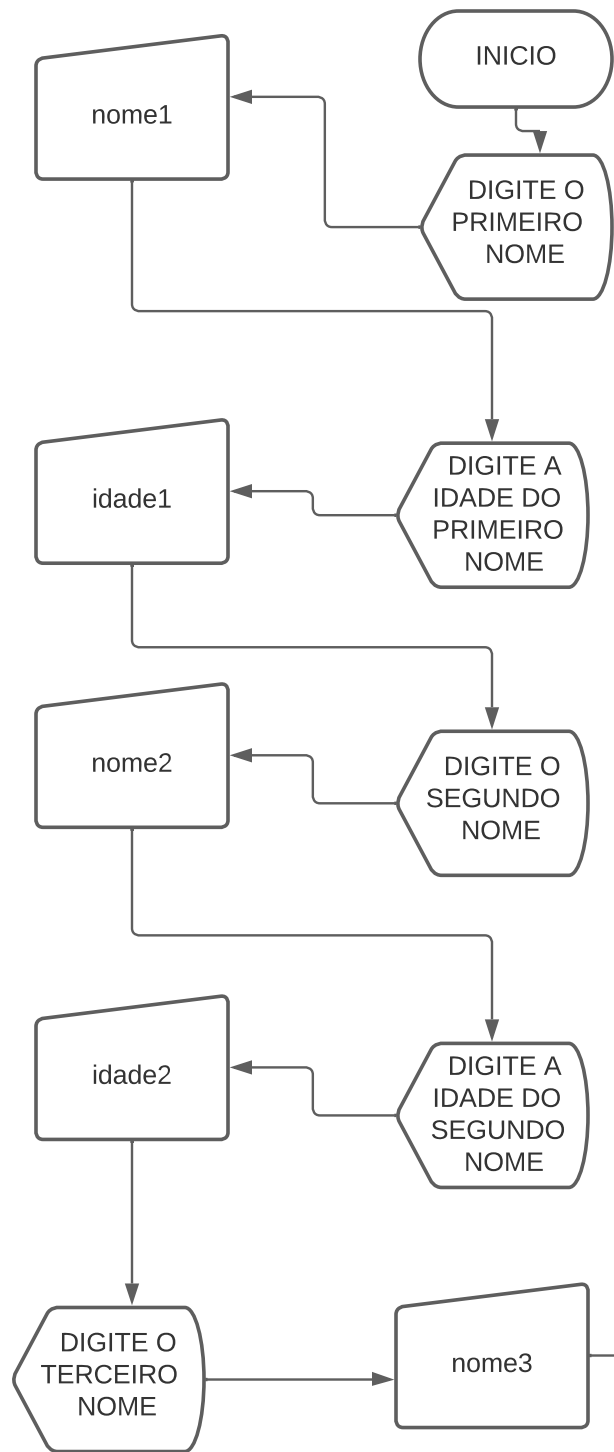 INICIO
DIGITE O
PRIMEIRO
NOME
nome1
DIGITE A
IDADE DO
PRIMEIRO
NOME
idade1
DIGITE O
SEGUNDO
NOME
nome2
DIGITE A
IDADE DO
SEGUNDO
NOME
idade2
DIGITE O
TERCEIRO
NOME
nome3